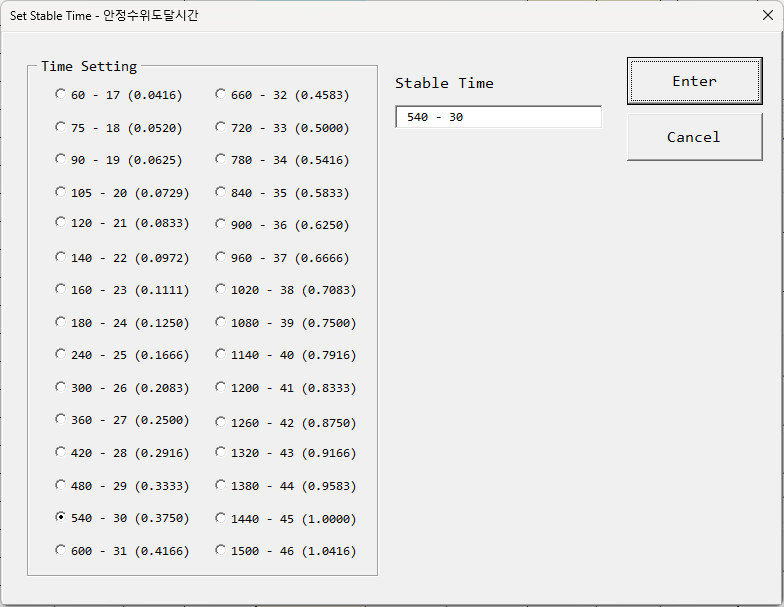 Set Stable Time - 안정수위도달시간
Time Setting
60 - 17 (0.0416)
75 - 18 (0.0520)
90 - 19 (0.0625)
105 - 20 (0.0729)
120 - 21 (0.0833)
140 - 22 (0.0972)
160 - 23 (0.1111)
180 - 24 (0.1250)
240 - 25 (0.1666)
300 - 26 (0.2083)
360 - 27 (0.2500)
420 - 28 (0.2916)
480 - 29 (0.3333)
540 - 30 (0.3750)
600 - 31 (0.4166)
660 - 32 (0.4583)
720 - 33 (0.5000)
780 - 34 (0.5416)
840 - 35 (0.5833)
900 - 36 (0.6250)
960 - 37 (0.6666)
1020 - 38 (0.7083)
1080 - 39 (0.7500)
1140 - 40 (0.7916)
1200 - 41 (0.8333)
1260 - 42 (0.8750)
1320 - 43 (0.9166)
1380 - 44 (0.9583)
1440 - 45 (1.0000)
1500 - 46 (1.0416)
Stable Time
540 - 30
Enter
Cancel